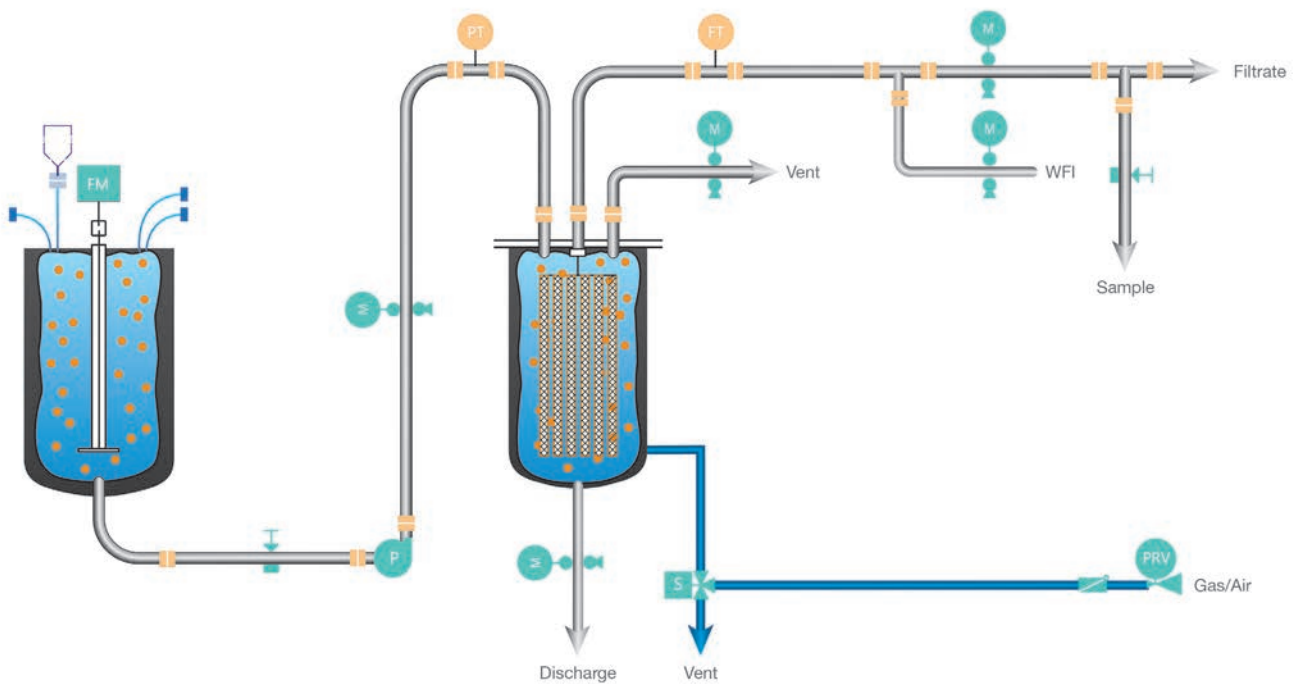 PT
FT
M
Filtrate
M
M
Vent
WFI
FM
Sample
M
P
M
S
PRV
Gas/Air
Discharge
Vent